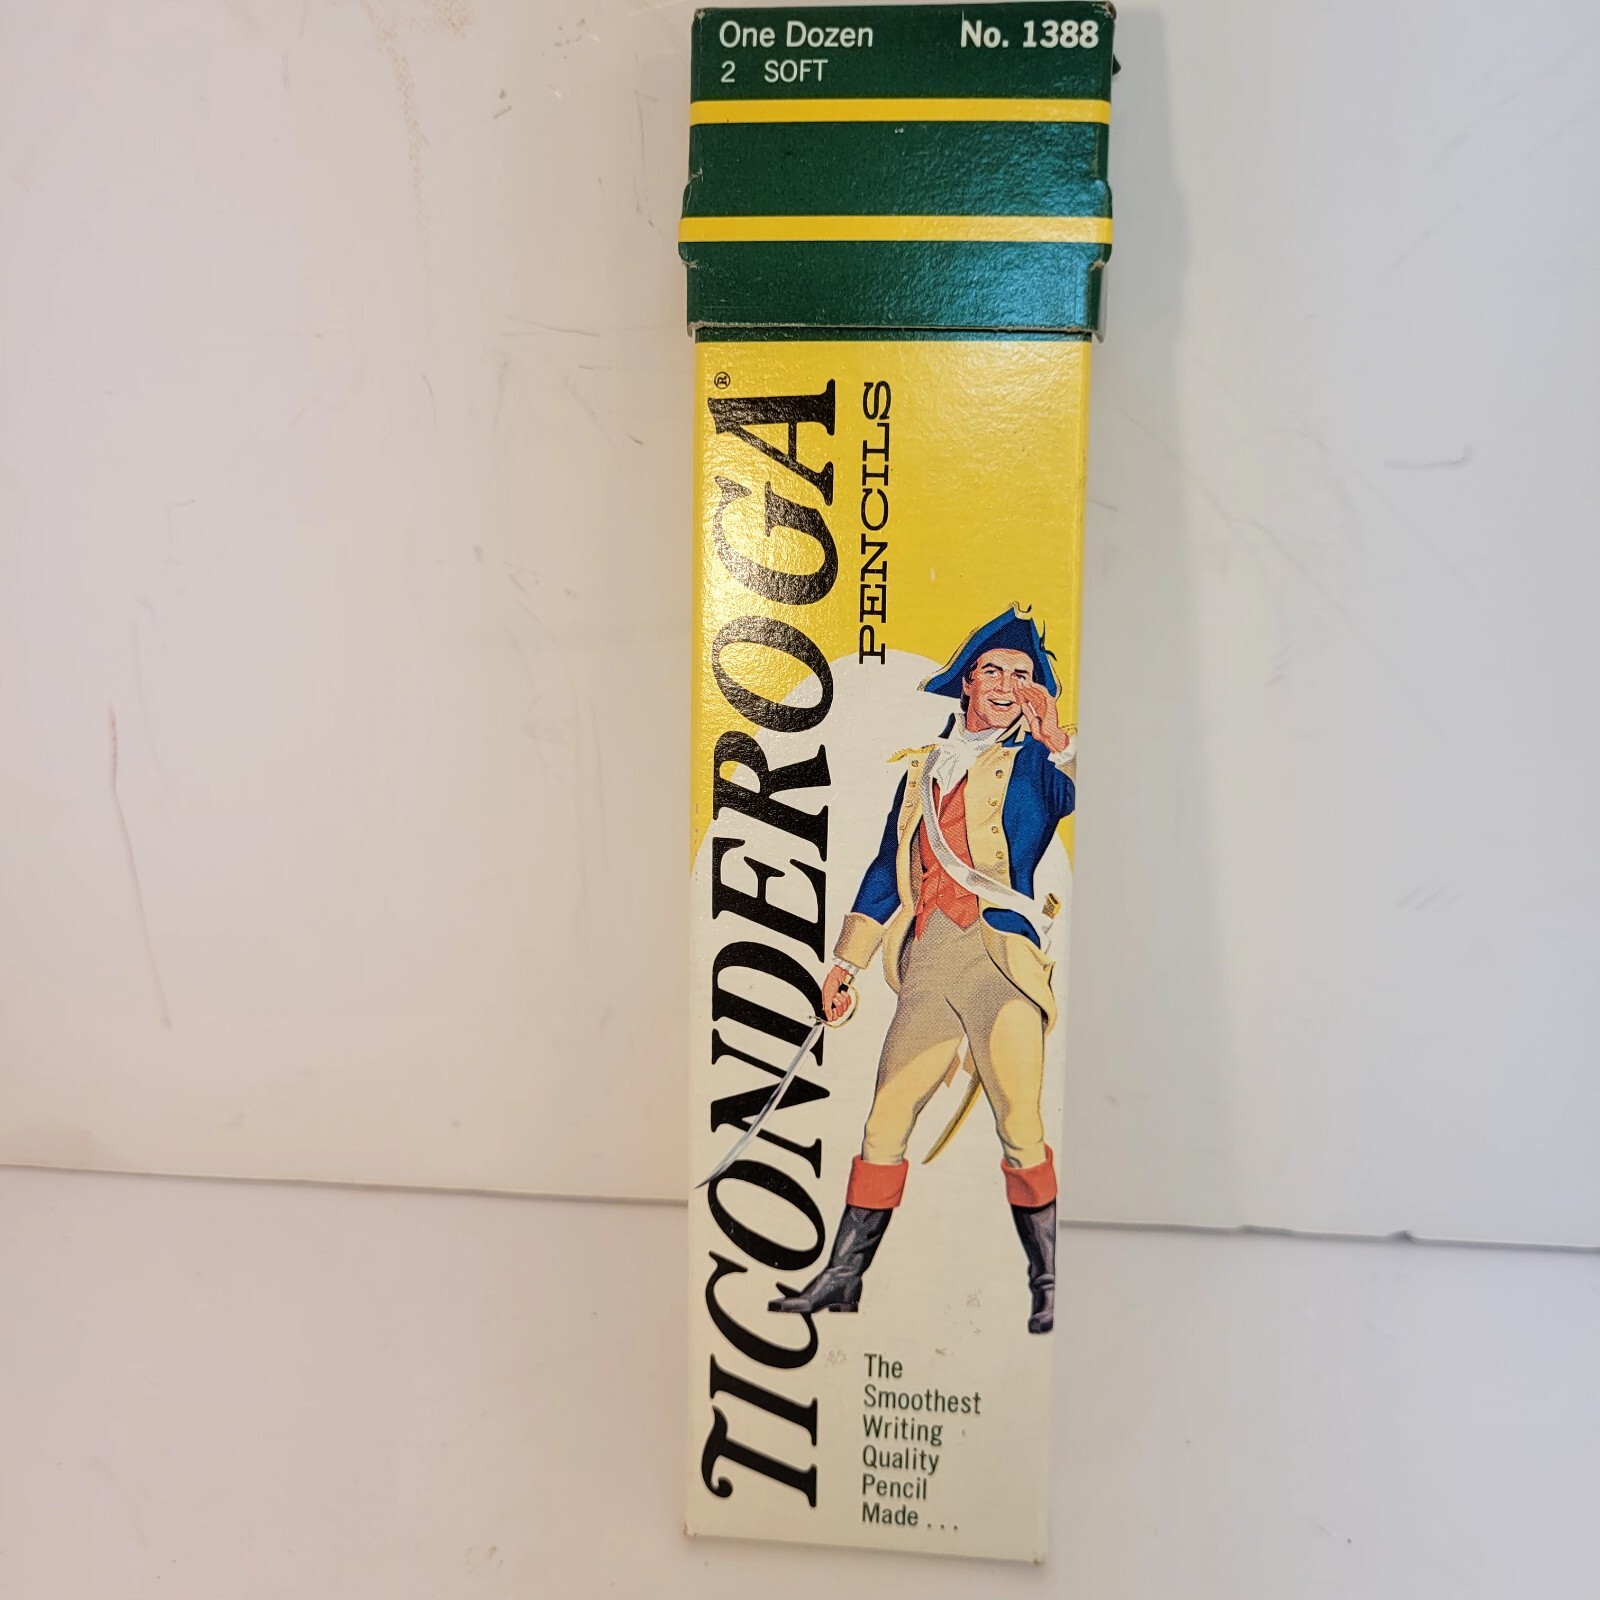 One Dozen No. 1388
2 SOFT
TICONDEROGA®
PENCILS
The
Smoothest
Writing
Quality
Pencil
Made . . .